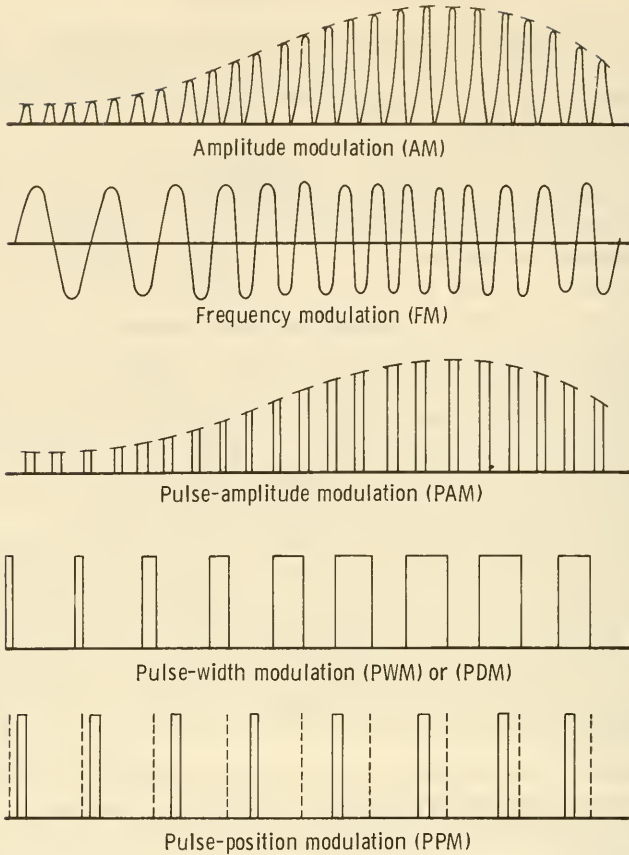 Amplitude modulation (AM)
Frequency modulation (FM)
Pulse-amplitude modulation (PAM)
Pulse-width modulation (PWM) or (PDM)
Pulse-position modulation (PPM)